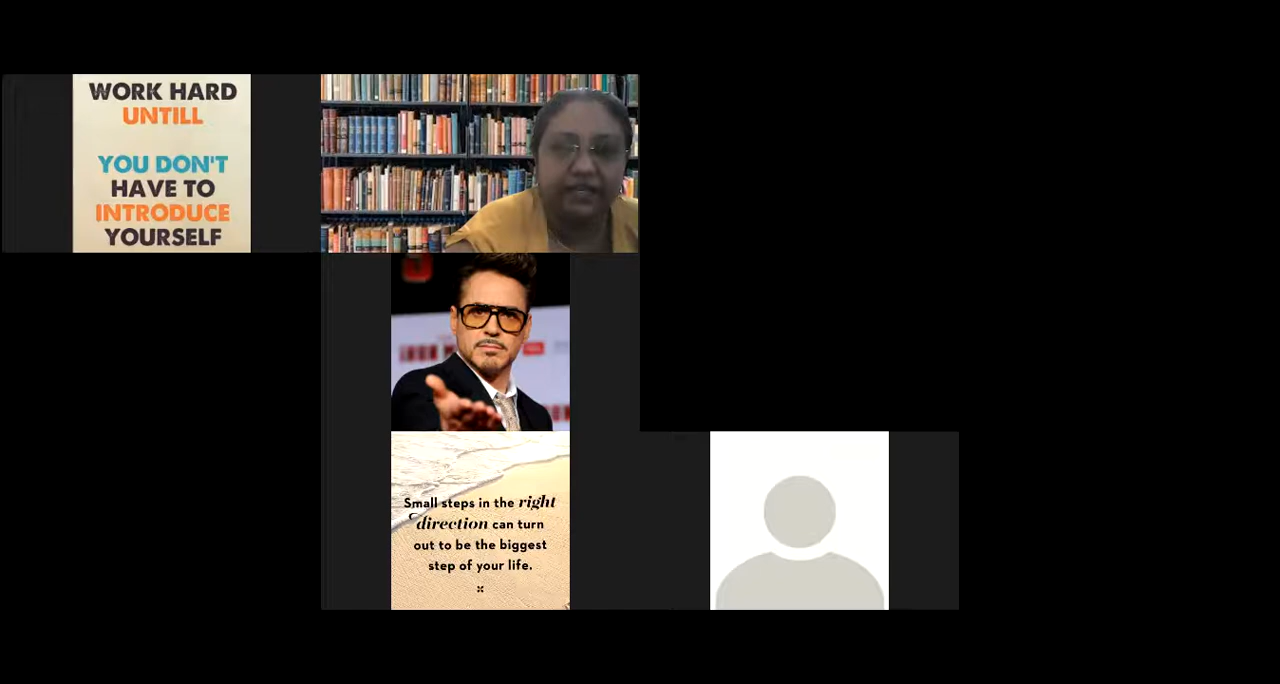 WORK HARD
UNTILL
YOU DON'T
HAVE TO
INTRODUCE
YOURSELF
Small steps in the right
direction can turn
out to be the biggest
step of your life.